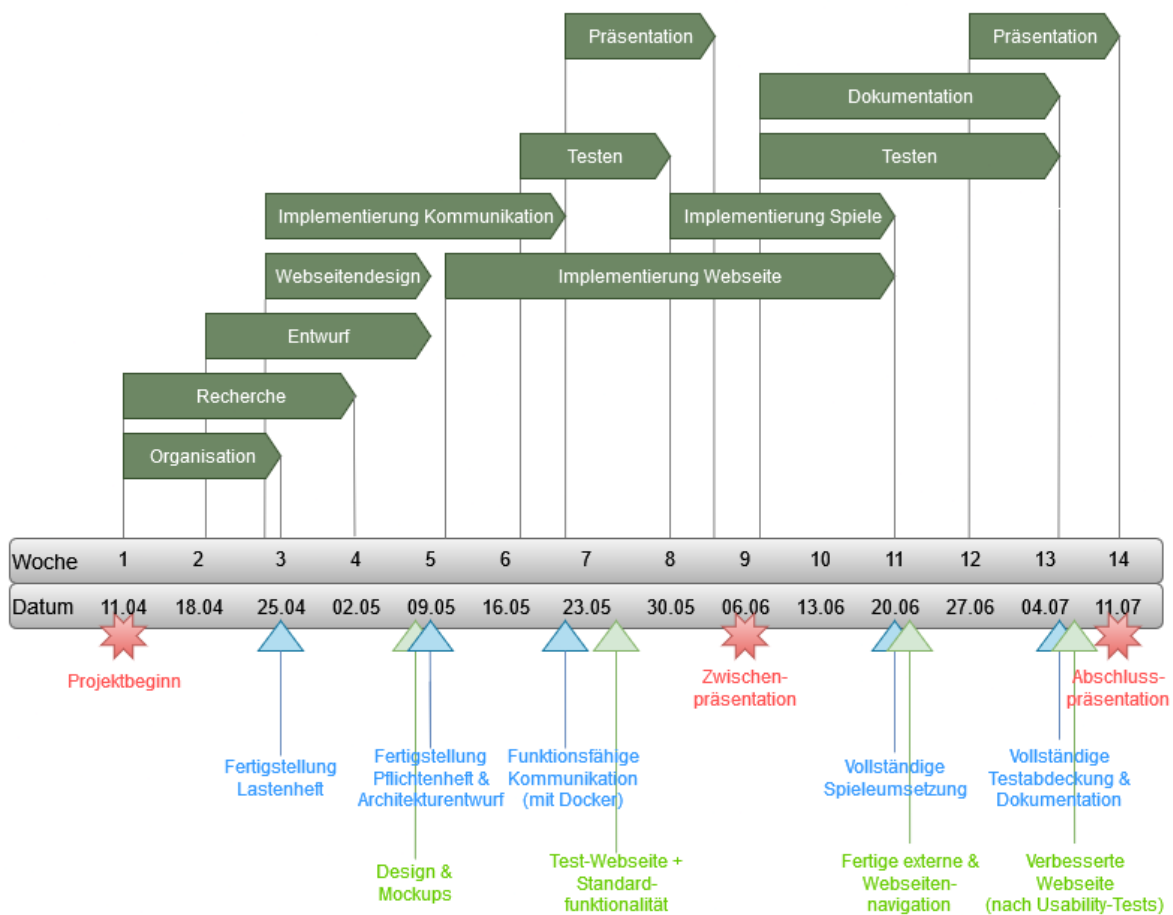 Präsentation
Präsentation
Dokumentation
Testen
Testen
Implementierung Kommunikation
Implementierung Spiele
Webseitendesign
Implementierung Webseite
Entwurf
Recherche
Organisation
Woche 1 2 3 4 5 6 7 8 9 10 11 12 13 14
Datum 11.04 18.04 25.04 02.05 09.05 16.05 23.05 30.05 06.06 13.06 20.06 27.06 04.07 11.07
Projektbeginn
Zwischen-
präsentation
Abschluss-
präsentation
Fertigstellung
Lastenheft
Fertigstellung
Pflichtenheft &
Architekturentwurf
Funktionsfähige
Kommunikation
(mit Docker)
Vollständige
Spieleumsetzung
Vollständige
Testabdeckung &
Dokumentation
Design &
Mockups
Test-Webseite +
Standard-
funktionalität
Fertige externe &
Webseiten-
navigation
Verbesserte
Webseite
(nach Usability-Tests)